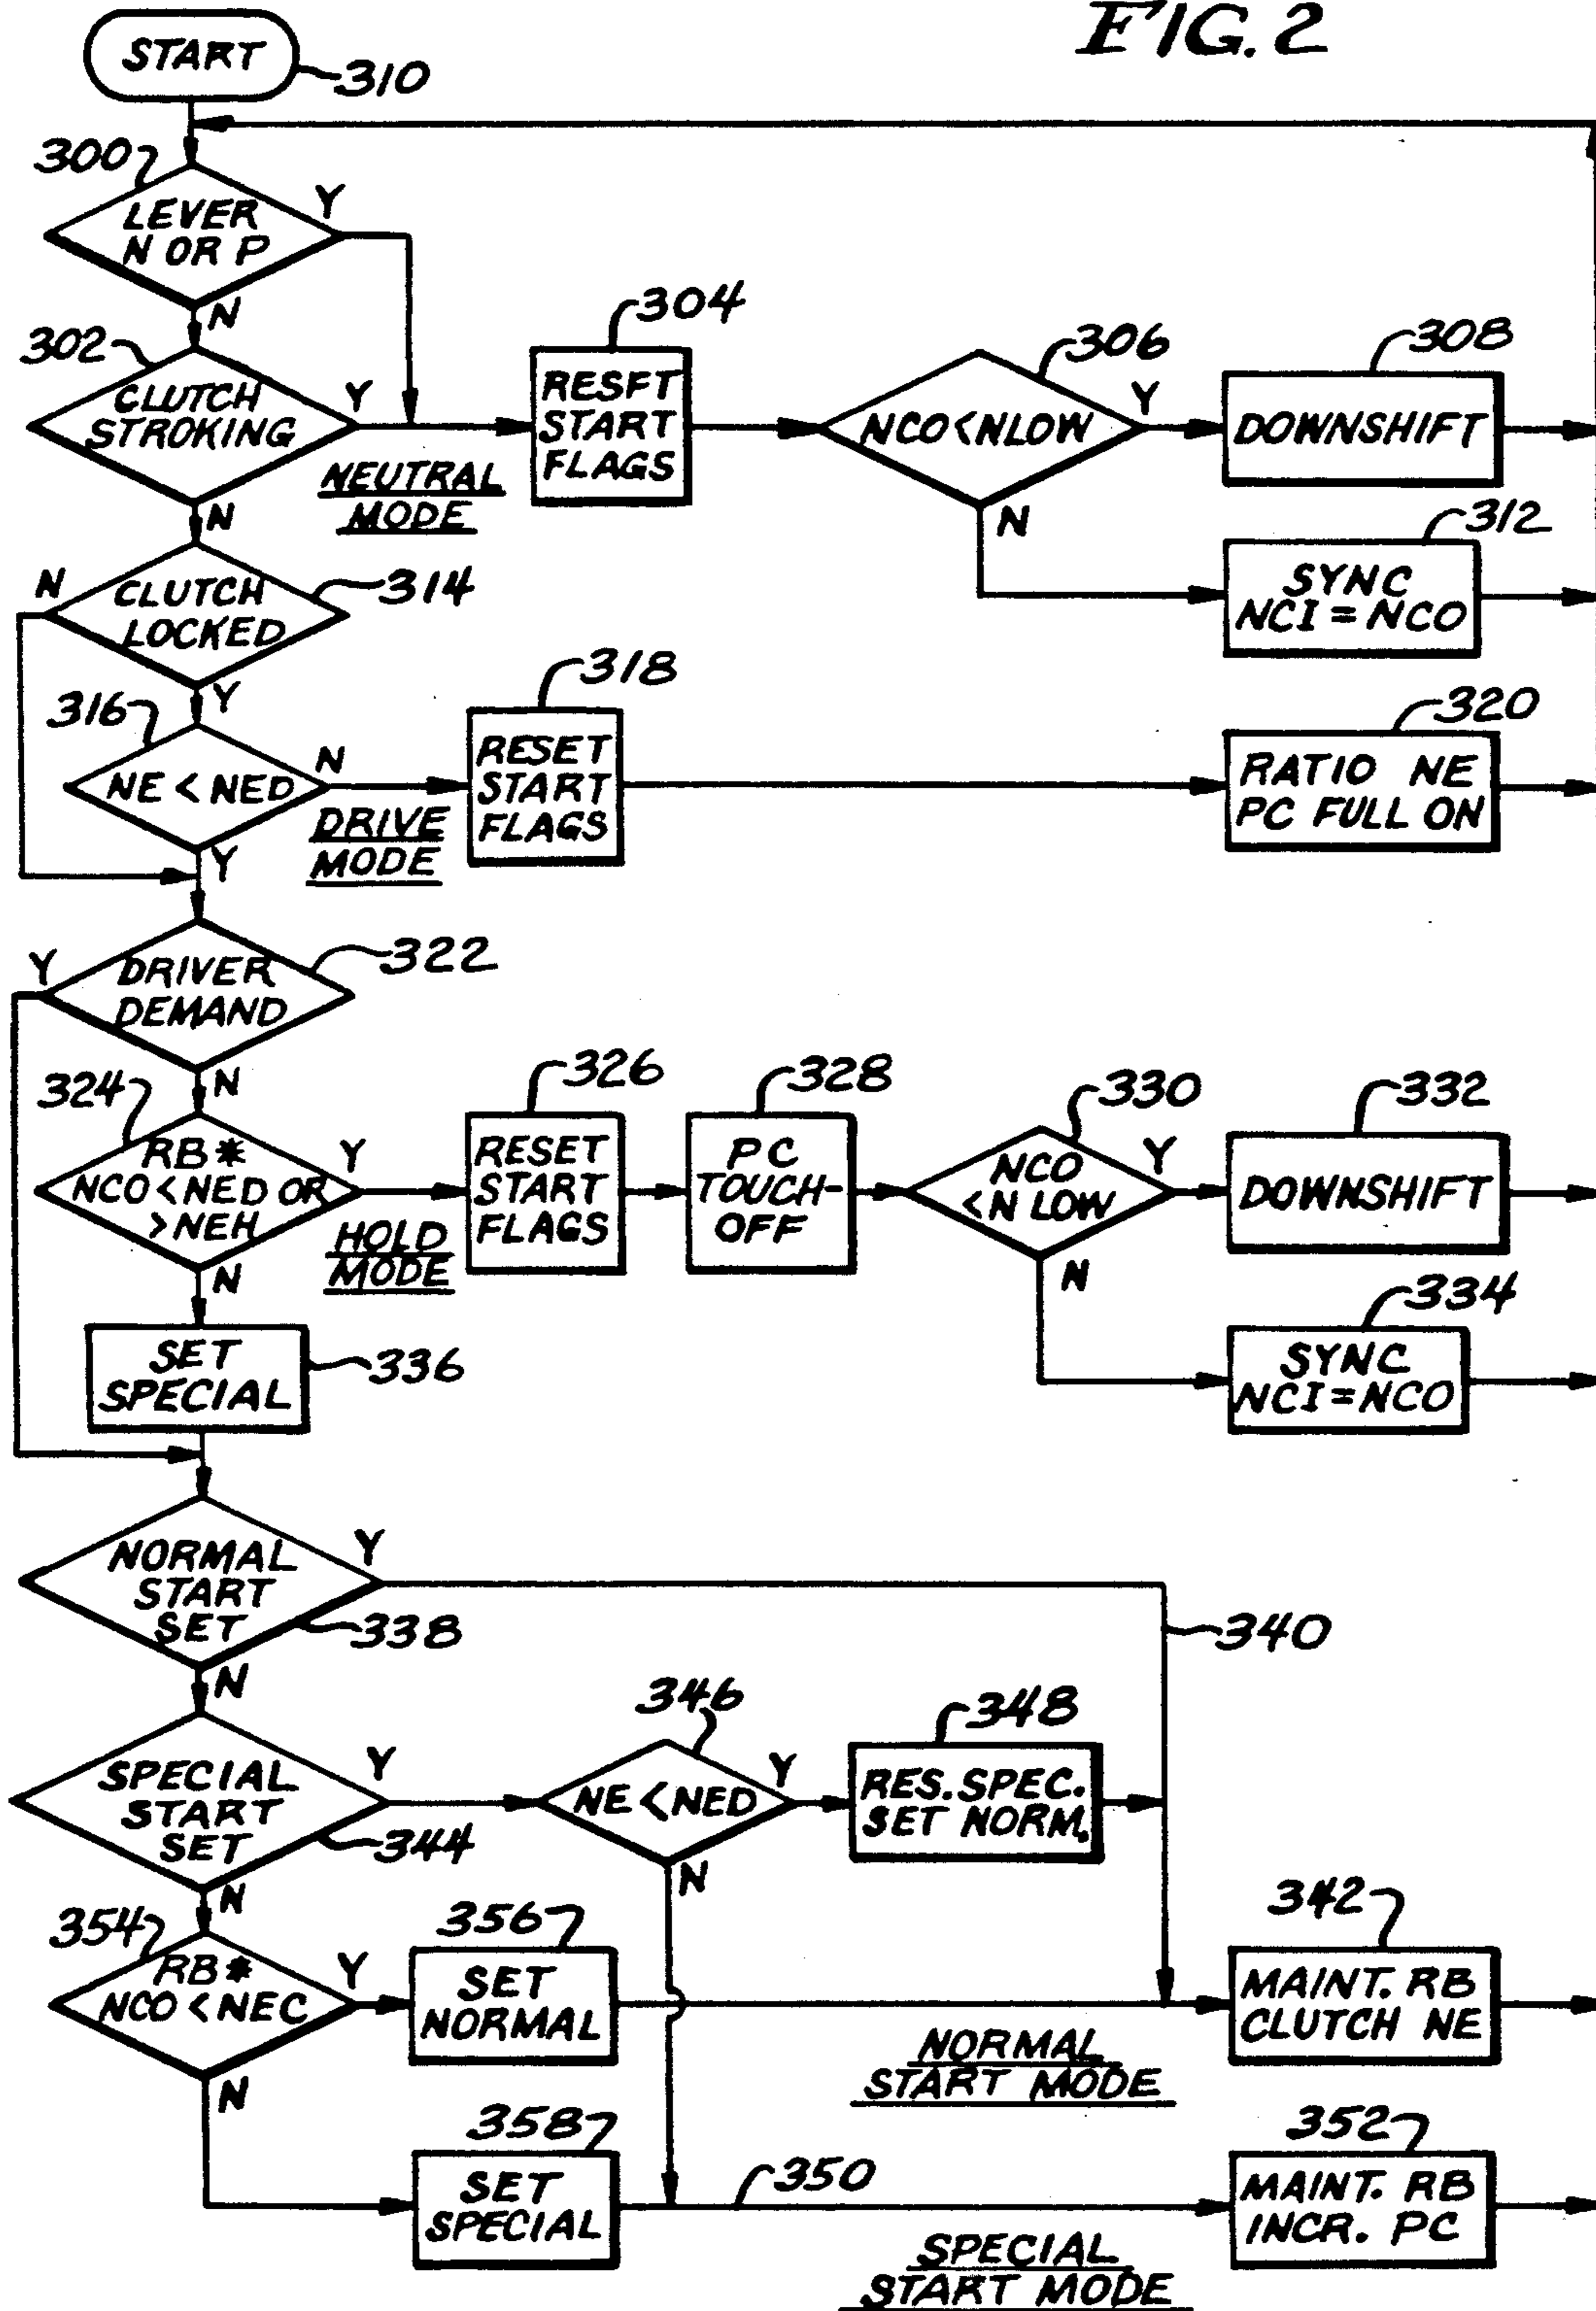 FIG. 2
START
310
300
LEVER
N OR P
Y
N
302
CLUTCH
STROKING
Y
N
NEUTRAL
MODE
304
RESFT
START
FLAGS
306
NCO<NLOW
Y
N
308
DOWNSHIFT
312
SYNC
NCI = NCO
314
CLUTCH
LOCKED
N
Y
316
NE < NED
N
Y
DRIVE
MODE
318
RESET
START
FLAGS
320
RATIO NE
PC FULL ON
322
DRIVER
DEMAND
Y
N
324
RB*
NCO<NED OR
>NEH
Y
N
HOLD
MODE
326
RESET
START
FLAGS
328
PC
TOUCH-
OFF
330
NCO
<N LOW
Y
N
332
DOWNSHIFT
334
SYNC
NCI=NCO
336
SET
SPECIAL
338
NORMAL
START
SET
Y
N
340
344
SPECIAL
START
SET
Y
N
346
NE<NED
Y
N
348
RES. SPEC.
SET NORM.
354
RB*
NCO<NEC
Y
N
356
SET
NORMAL
NORMAL
START MODE
342
MAINT. RB
CLUTCH NE
358
SET
SPECIAL
350
SPECIAL
START MODE
352
MAINT. RB
INCR. PC